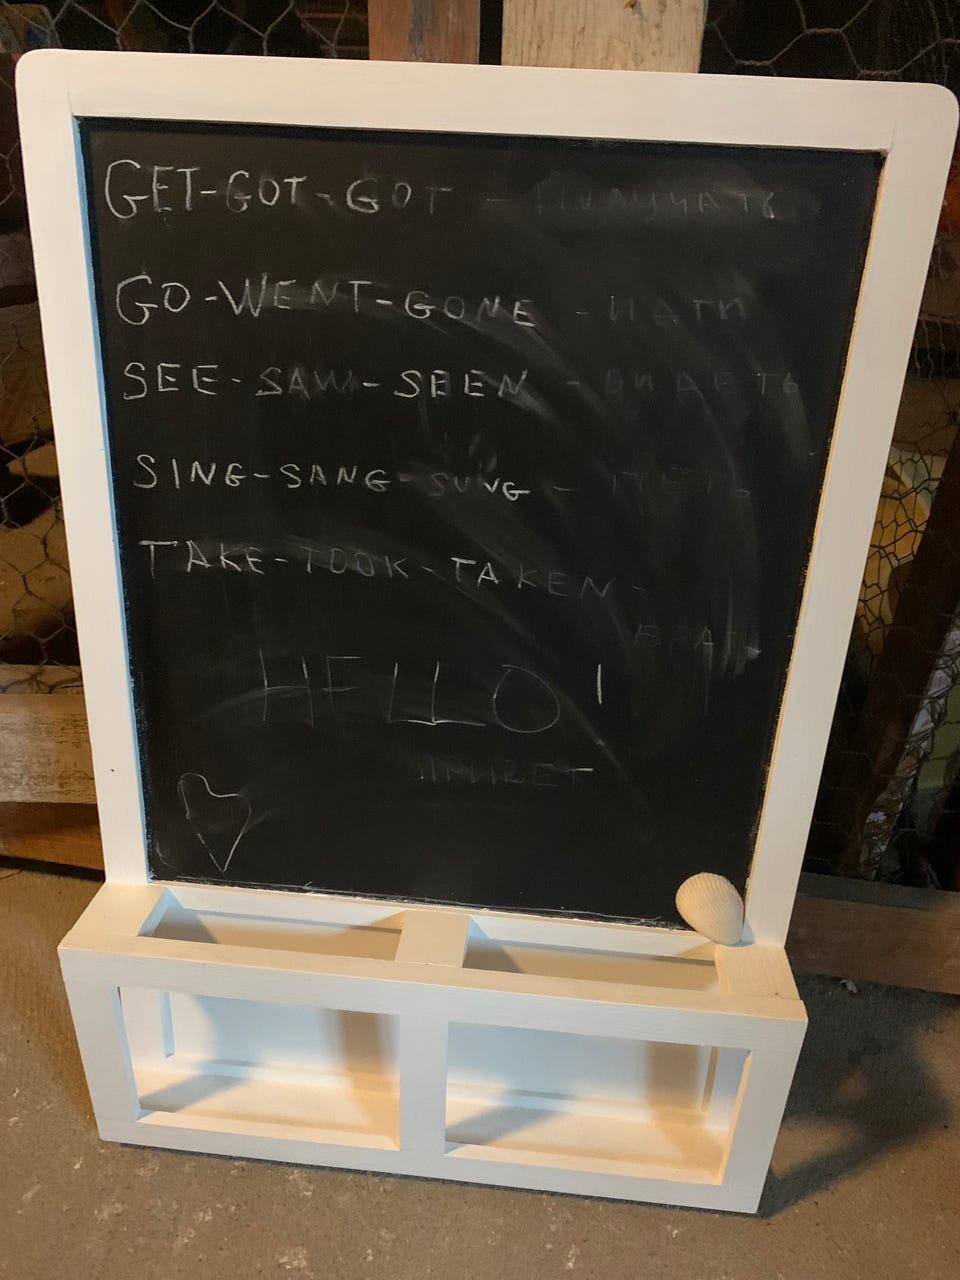 GET-GOT-GOT - ПОЛУЧАТЬ
GO-WENT-GONE - ИДТИ
SEE-SAW-SEEN - ВИДЕТЬ
SING-SANG-SUNG - ПЕТЬ
TAKE-TOOK-TAKEN -
БРАТЬ
HELLO!
ПРИВЕТ